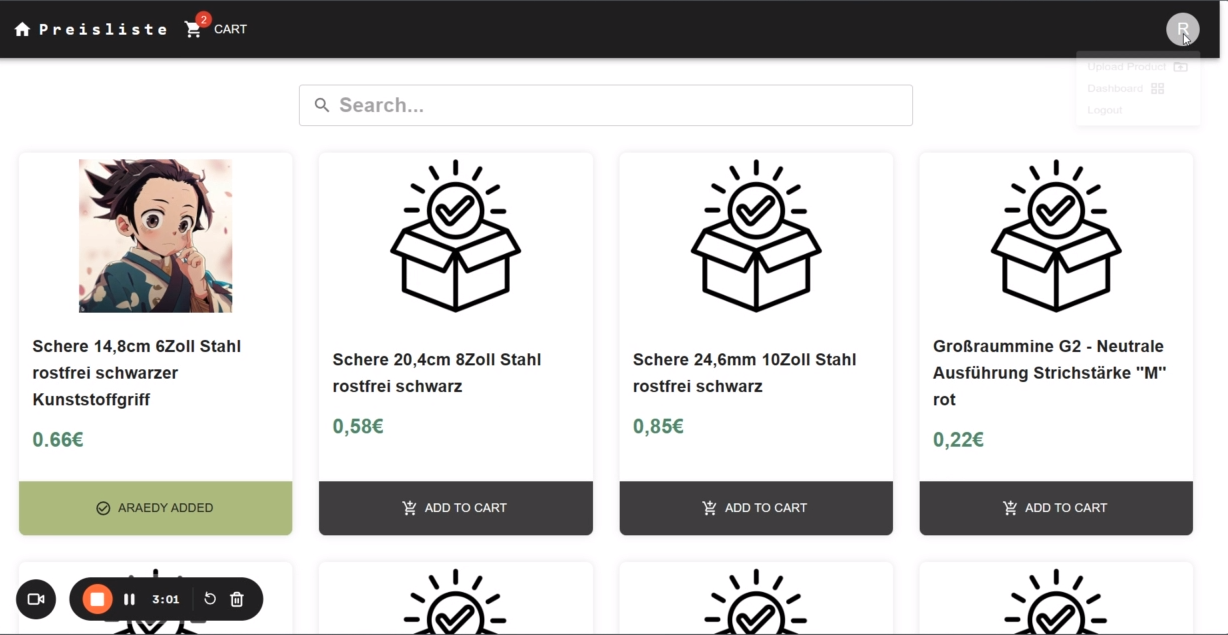 Preisliste
2
CART
R
Upload Product
Dashboard
Logout
Search...
Schere 14,8cm 6Zoll Stahl
rostfrei schwarzer
Kunststoffgriff
0.66€
ARAEDY ADDED
Schere 20,4cm 8Zoll Stahl
rostfrei schwarz
0,58€
ADD TO CART
Schere 24,6mm 10Zoll Stahl
rostfrei schwarz
0,85€
ADD TO CART
Großraummine G2 - Neutrale
Ausführung Strichstärke "M"
rot
0,22€
ADD TO CART
3:01